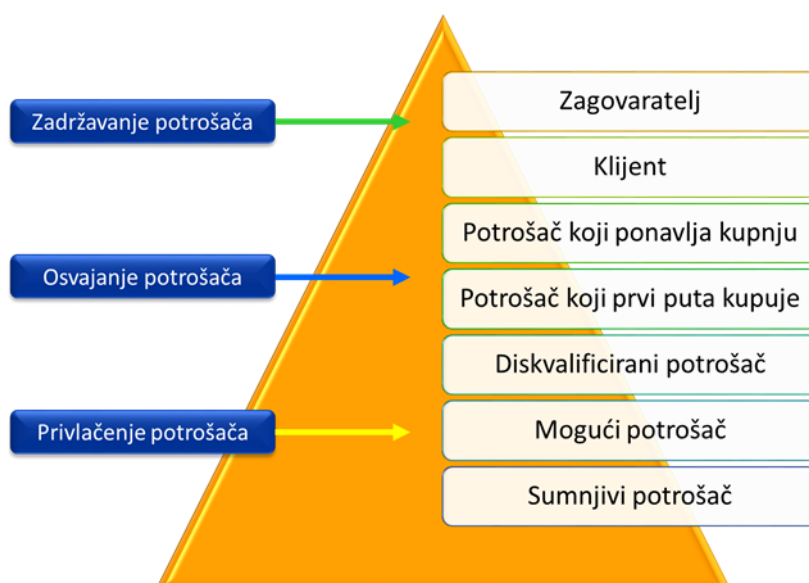 Zadržavanje potrošača
Osvajanje potrošača
Privlačenje potrošača
Zagovaratelj
Klijent
Potrošač koji ponavlja kupnju
Potrošač koji prvi puta kupuje
Diskvalificirani potrošač
Mogući potrošač
Sumnjivi potrošač